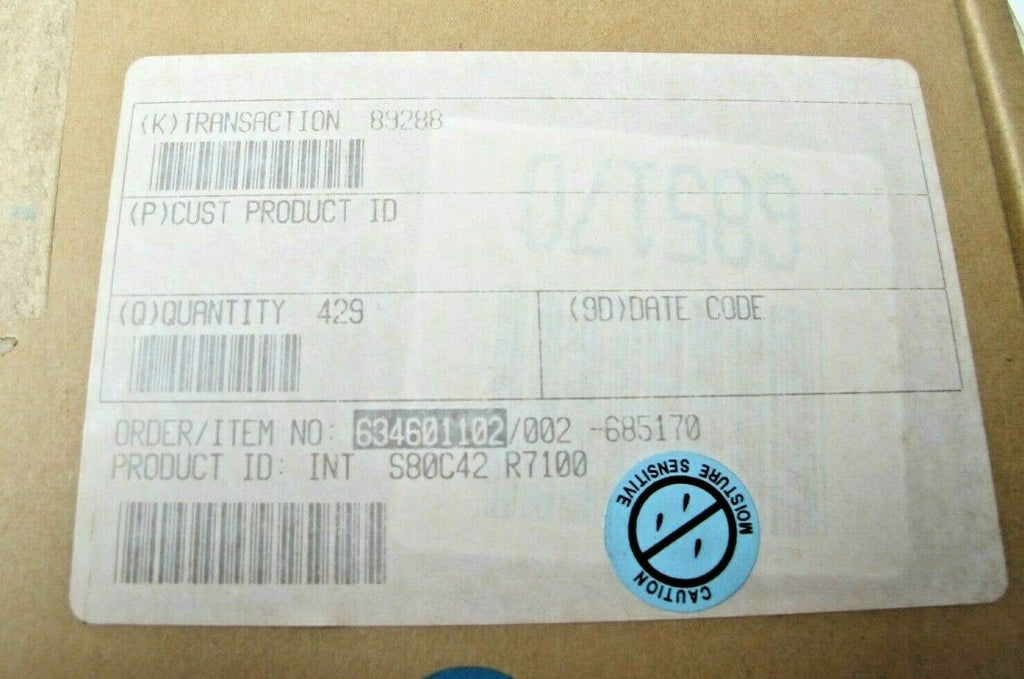 (K)TRANSACTION 89288
(P)CUST PRODUCT ID
(Q)QUANTITY 429
(9D)DATE CODE
ORDER/ITEM NO: 634601102/002 -685170
PRODUCT ID: INT S80C42 R7100
MOISTURE SENSITIVE
CAUTION